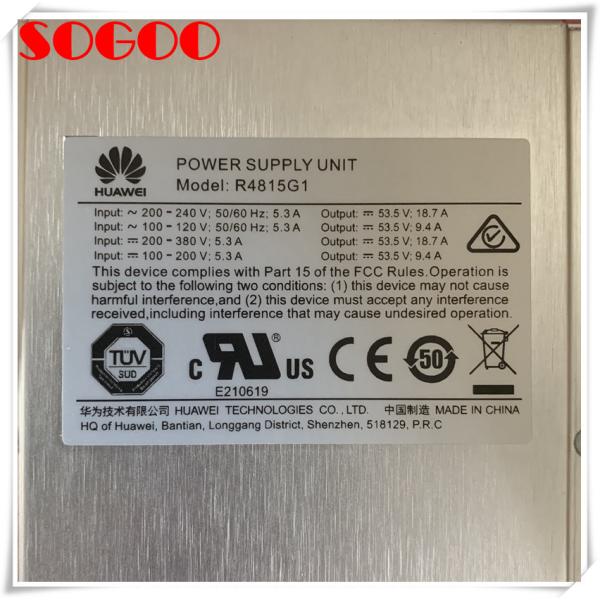 SOGOO
HUAWEI
POWER SUPPLY UNIT
Model: R4815G1
Input: ~ 200 - 240 V; 50/60 Hz; 5.3 A Output: ⎓ 53.5 V; 18.7 A
Input: ~ 100 - 120 V; 50/60 Hz; 5.3 A Output: ⎓ 53.5 V; 9.4 A
Input: ⎓ 200 - 380 V; 5.3 A Output: ⎓ 53.5 V; 18.7 A
Input: ⎓ 100 - 200 V; 5.3 A Output: ⎓ 53.5 V; 9.4 A
This device complies with Part 15 of the FCC Rules.Operation is
subject to the following two conditions: (1) this device may not cause
harmful interference,and (2) this device must accept any interference
received,including interference that may cause undesired operation.
TÜV
SUD
C RU US
CE
50
E210619
华为技术有限公司 HUAWEI TECHNOLOGIES CO., LTD. 中国制造 MADE IN CHINA
HQ of Huawei, Bantian, Longgang District, Shenzhen, 518129, P.R.C